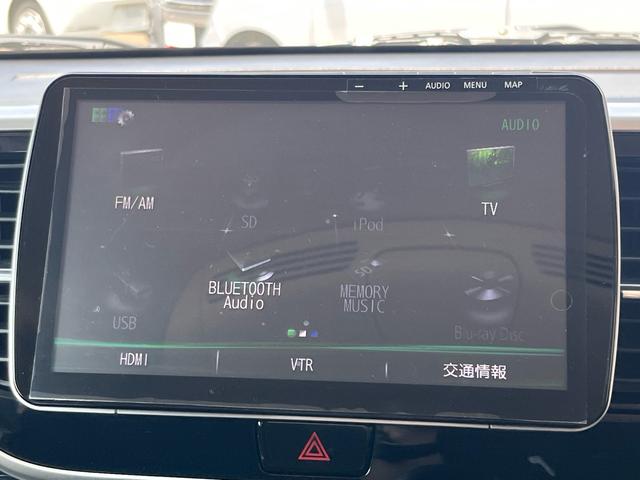 − + AUDIO MENU MAP
AUDIO
FM/AM
SD
iPod
TV
USB
BLUETOOTH
Audio
MEMORY
MUSIC
Blu-ray Disc
HDMI
VTR
交通情報